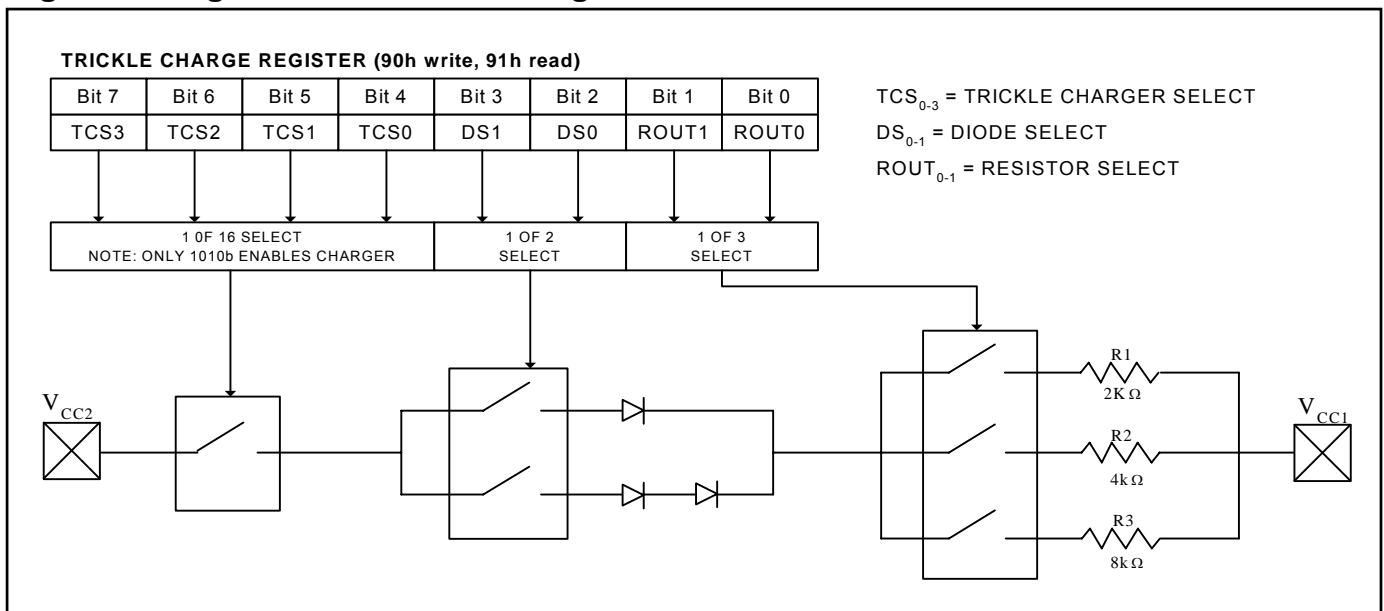 TRICKLE CHARGE REGISTER (90h write, 91h read)
Bit 7 Bit 6 Bit 5 Bit 4 Bit 3 Bit 2 Bit 1 Bit 0
TCS3 TCS2 TCS1 TCS0 DS1 DS0 ROUT1 ROUT0
TCS0-3 = TRICKLE CHARGER SELECT
DS0-1 = DIODE SELECT
ROUT0-1 = RESISTOR SELECT
1 0F 16 SELECT
NOTE: ONLY 1010b ENABLES CHARGER
1 OF 2
SELECT
1 OF 3
SELECT
VCC2
R1
2K Ω
R2
4k Ω
R3
8k Ω
VCC1